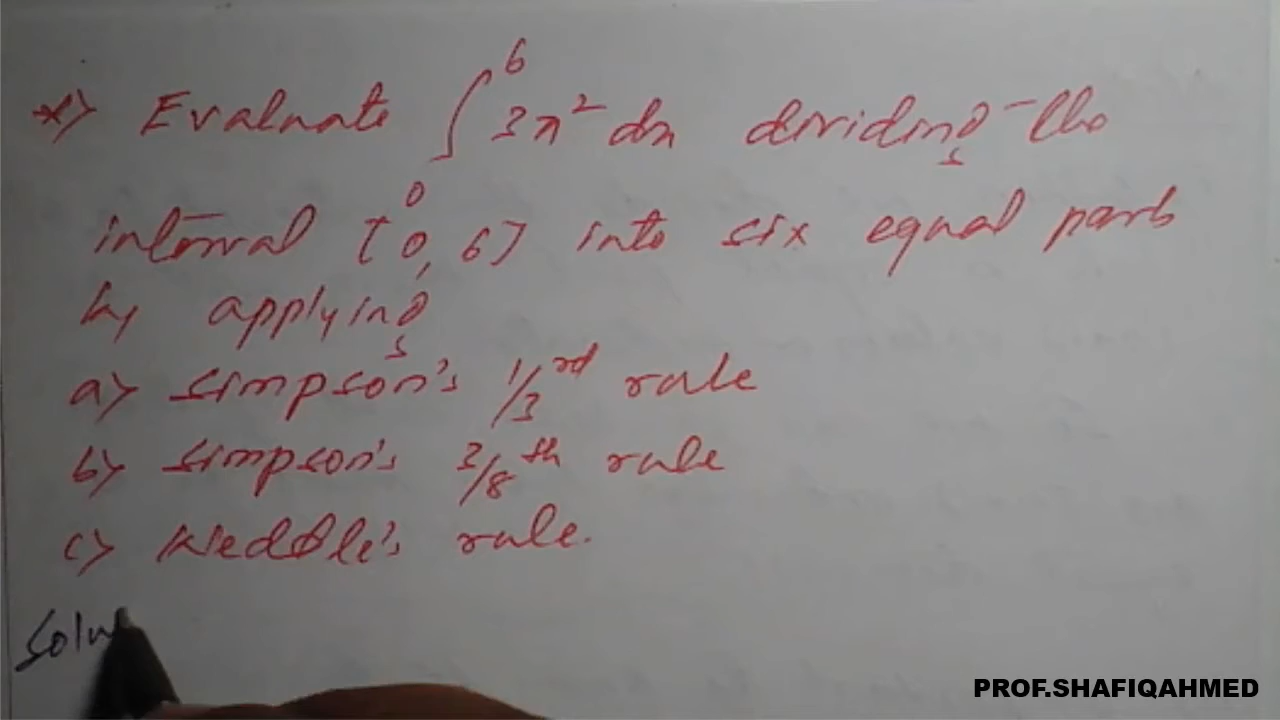 *) Evaluate ∫₀⁶ 3x² dx dividing the
interval [0, 6] into six equal parts
by applying
a) Simpson's 1/3rd rule
b) Simpson's 3/8th rule
c) Weddle's rule.
Soln
PROF.SHAFIQAHMED